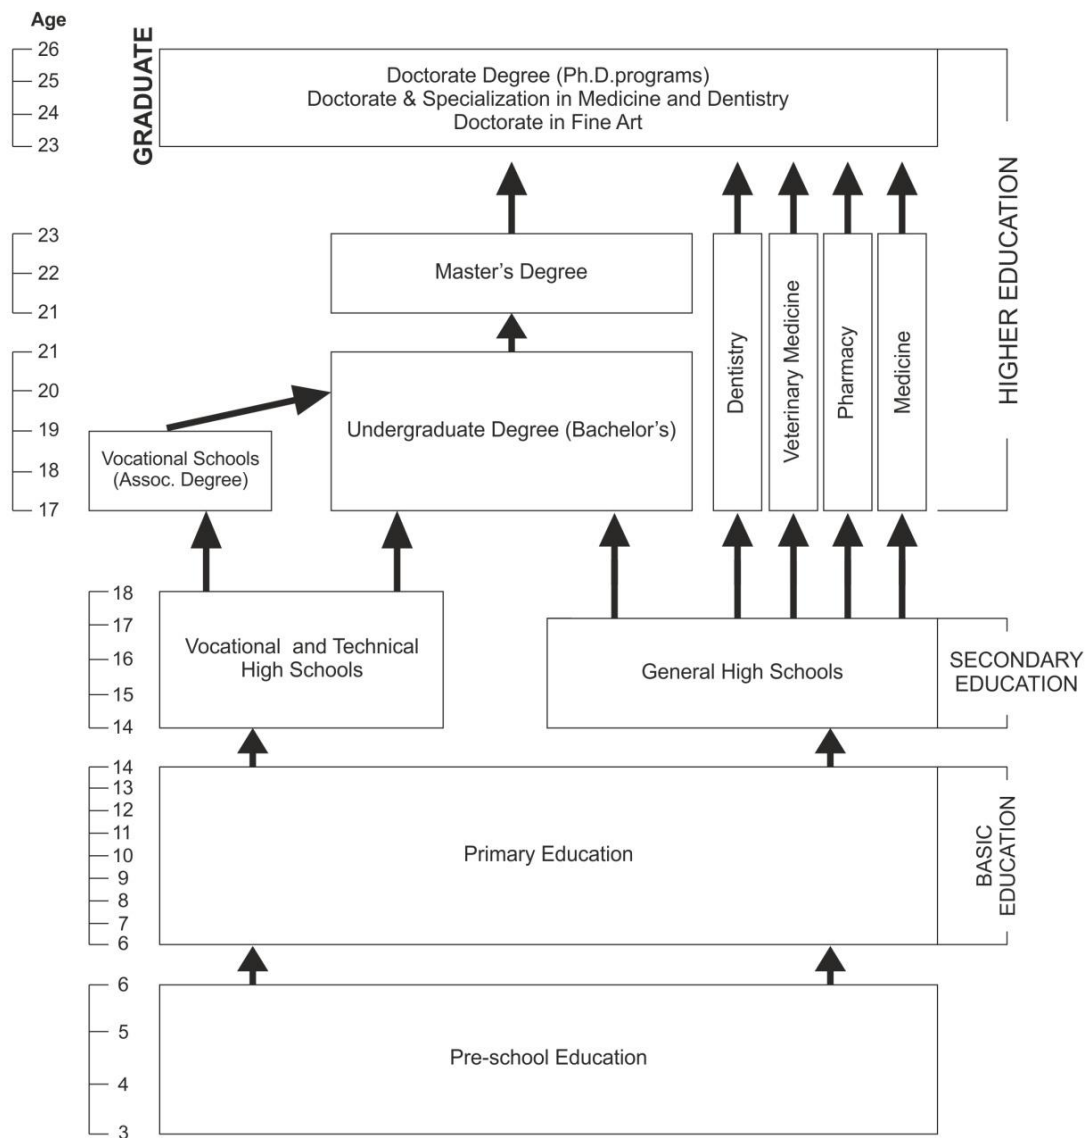 Age
26
25
24
23
GRADUATE
Doctorate Degree (Ph.D.programs)
Doctorate & Specialization in Medicine and Dentistry
Doctorate in Fine Art
HIGHER EDUCATION
23
22
21
Master's Degree
21
20
19
18
17
Undergraduate Degree (Bachelor's)
Vocational Schools
(Assoc. Degree)
Dentistry
Veterinary Medicine
Pharmacy
Medicine
18
17
16
15
14
Vocational and Technical
High Schools
General High Schools
SECONDARY
EDUCATION
14
13
12
11
10
9
8
7
6
Primary Education
BASIC
EDUCATION
6
5
4
3
Pre-school Education